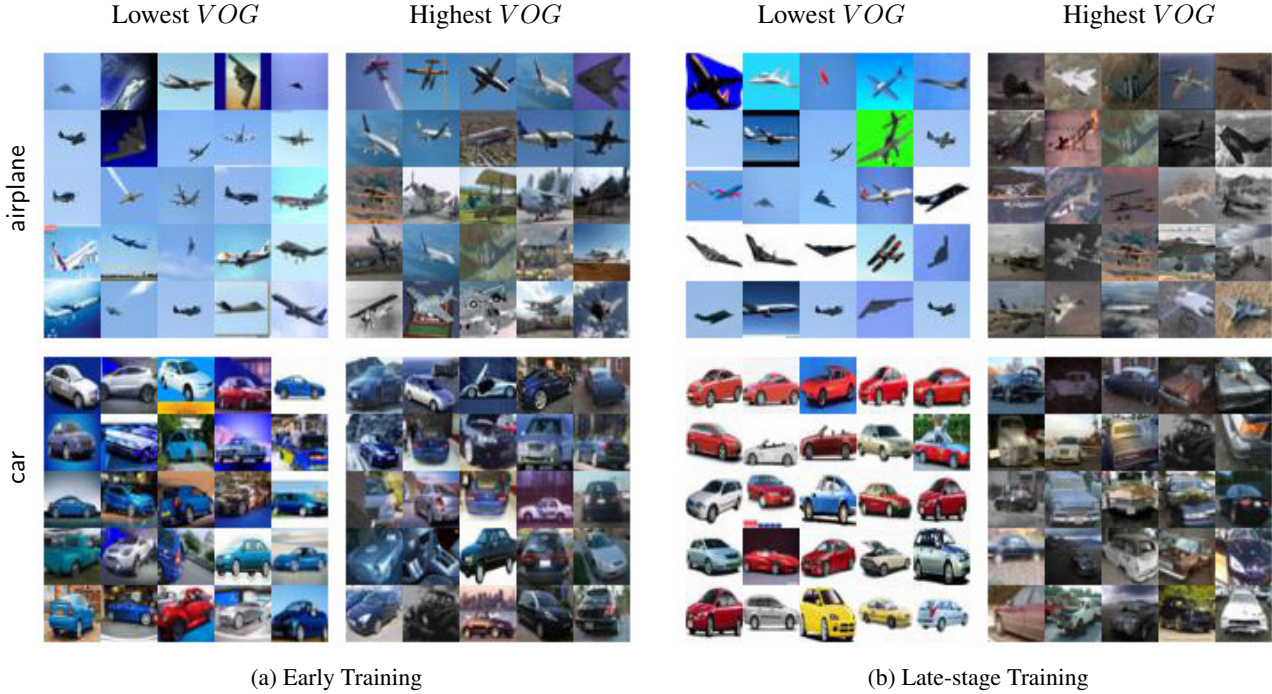 Lowest VOG
Highest VOG
Lowest VOG
Highest VOG
airplane
car
(a) Early Training
(b) Late-stage Training